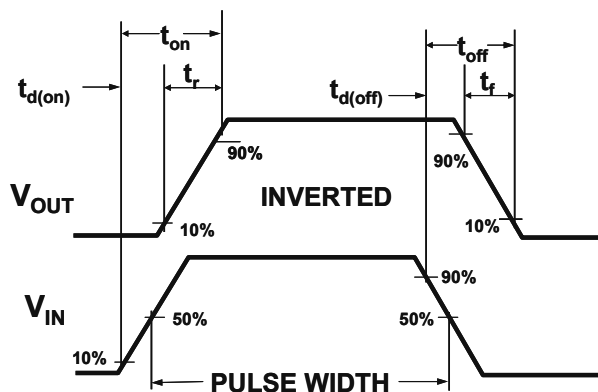 t_on
t_off
t_d(on)
t_r
t_d(off)
t_f
90%
90%
V_OUT
INVERTED
10%
10%
90%
V_IN
50%
50%
10%
PULSE WIDTH